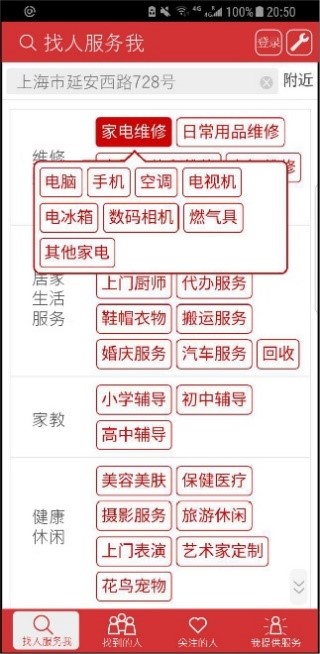 4G 100% 20:50
找人服务我 登录
上海市延安西路728号 附近
家电维修 日常用品维修
维修
电脑 手机 空调 电视机
电冰箱 数码相机 燃气具
其他家电
居家 上门厨师 代办服务
生活 鞋帽衣物 搬运服务
服务 婚庆服务 汽车服务 回收
小学辅导 初中辅导
家教
高中辅导
美容美肤 保健医疗
健康 摄影服务 旅游休闲
休闲 上门表演 艺术家定制
花鸟宠物
找人服务我 找到的人 关注的人 我提供服务